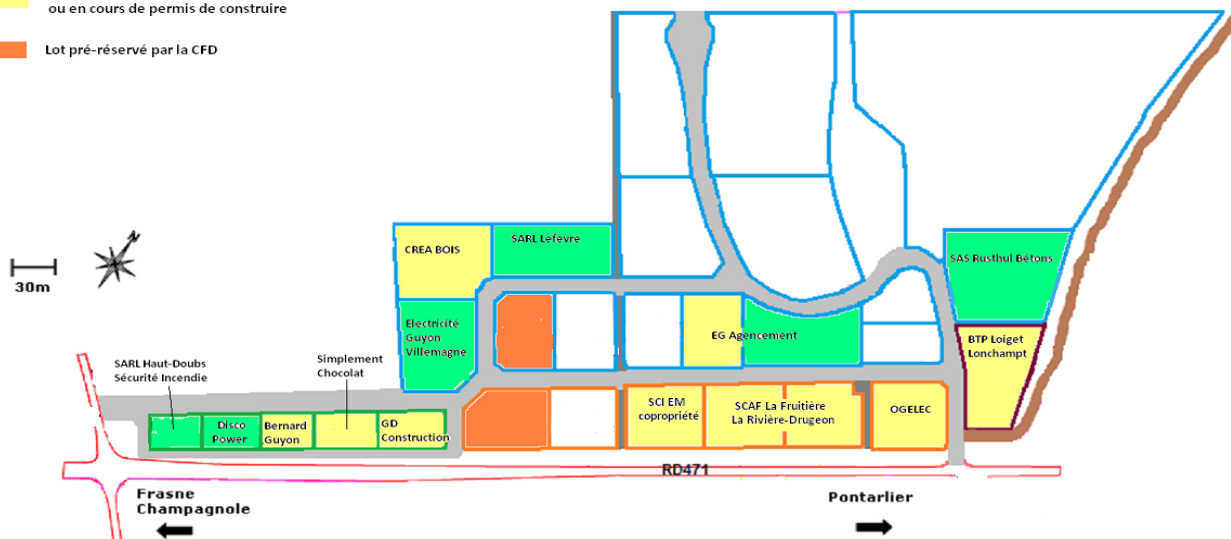 ou en cours de permis de construire
Lot pré-réservé par la CFD
N
30m
CREA BOIS
SARL Lefevre
SAS Rusthul Bétons
Electricité
Guyon
Villemagne
EG Agencement
BTP Loiget
Lonchampt
SARL Haut-Doubs
Sécurité Incendie
Simplement
Chocolat
Disco
Power
Bernard
Guyon
GD
Construction
SCI EM
copropriété
SCAF La Fruitière
La Rivière-Drugeon
OGELEC
RD471
Frasne
Champagnole
Pontarlier